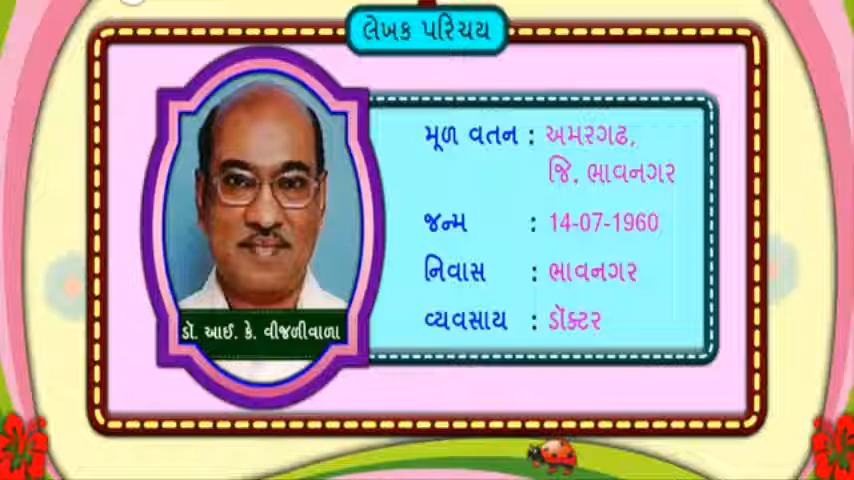 લેખક પરિચય
મૂળ વતન : અમરગઢ,
જિ. ભાવનગર
જન્મ : 14-07-1960
નિવાસ : ભાવનગર
વ્યવસાય : ડૉક્ટર
ડૉ. આઈ. કે. વીજળીવાળા